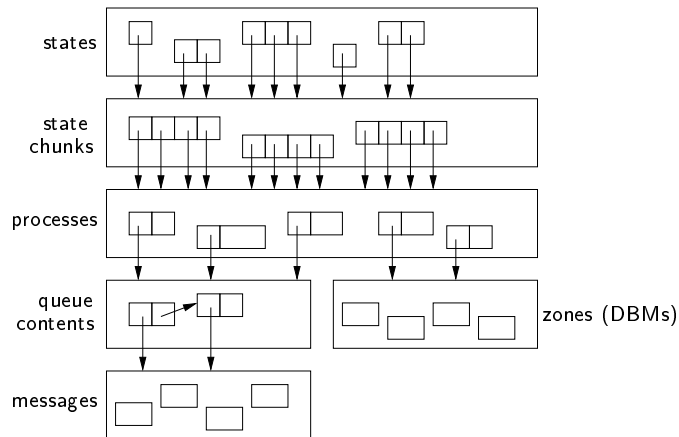 states
state
chunks
processes
queue
contents
zones (DBMs)
messages